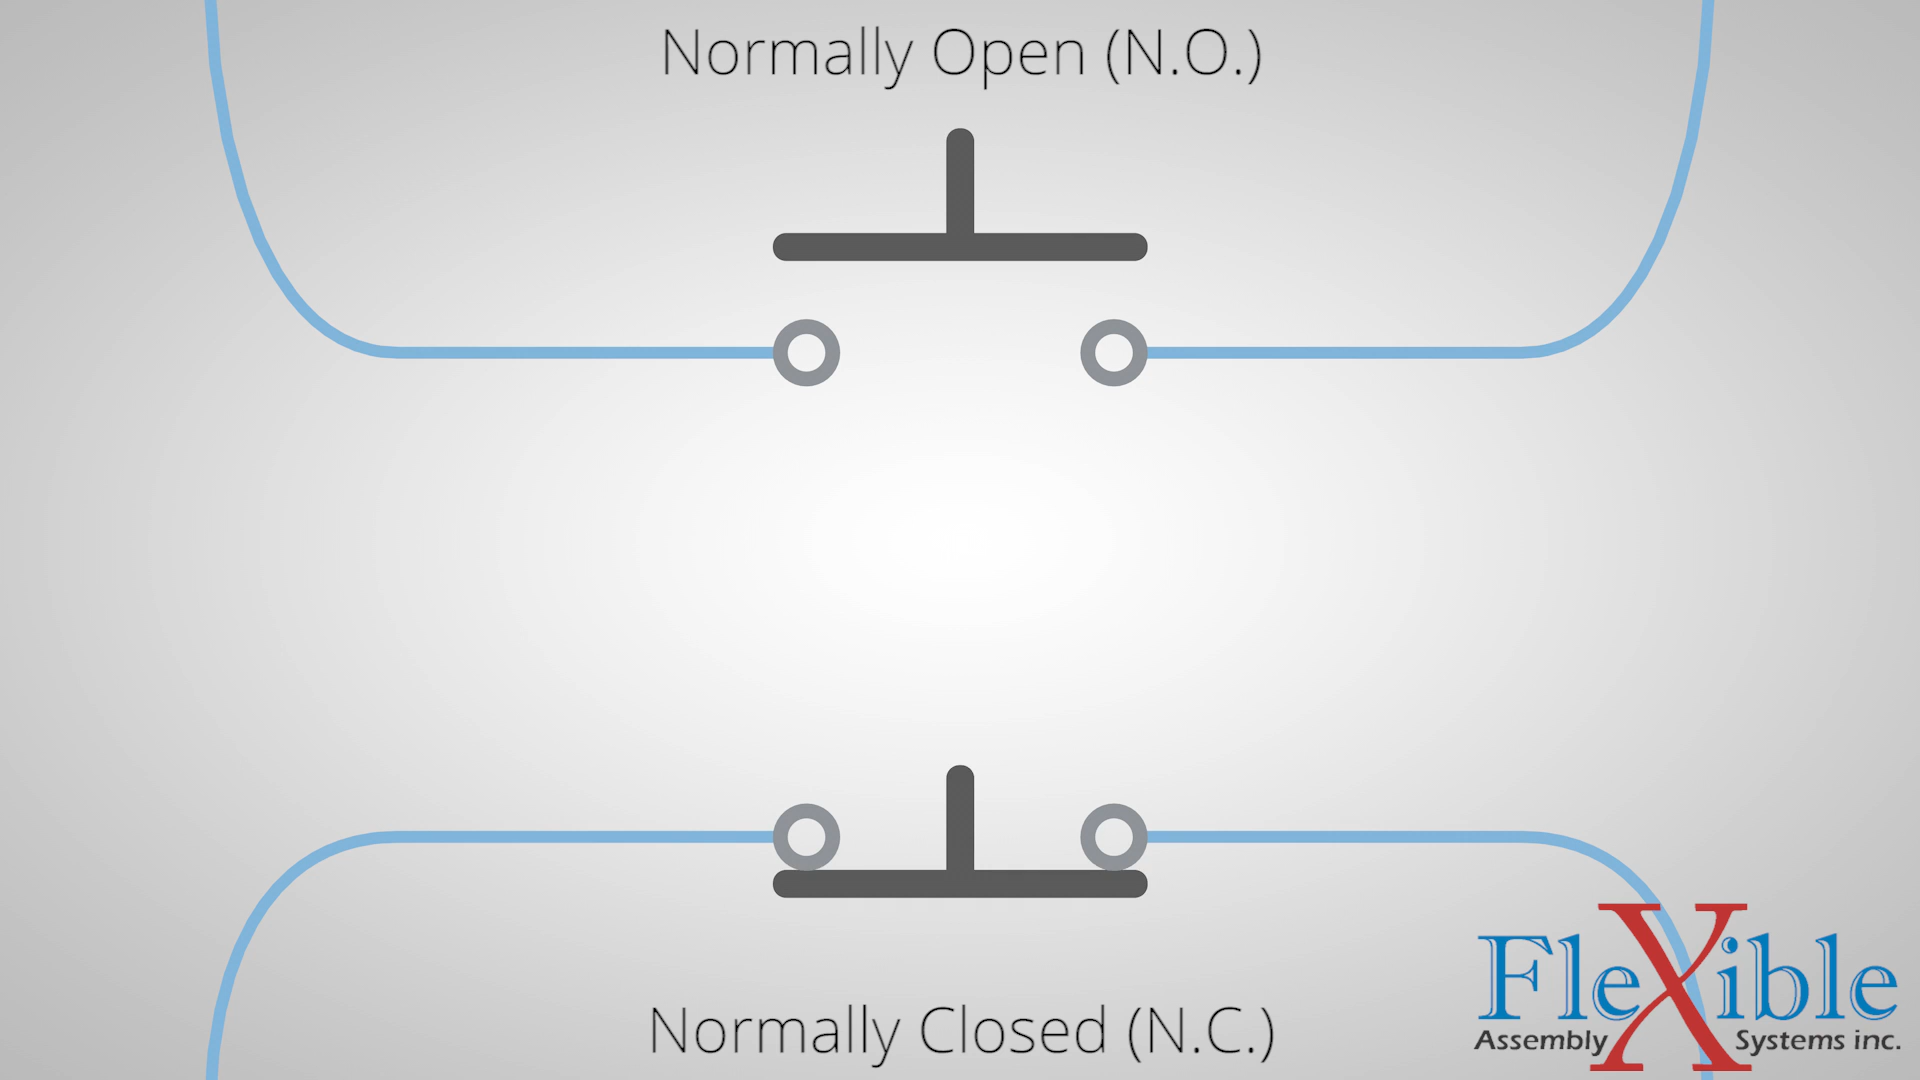 Normally Open (N.O.)
Normally Closed (N.C.)
FleXible
Assembly Systems inc.